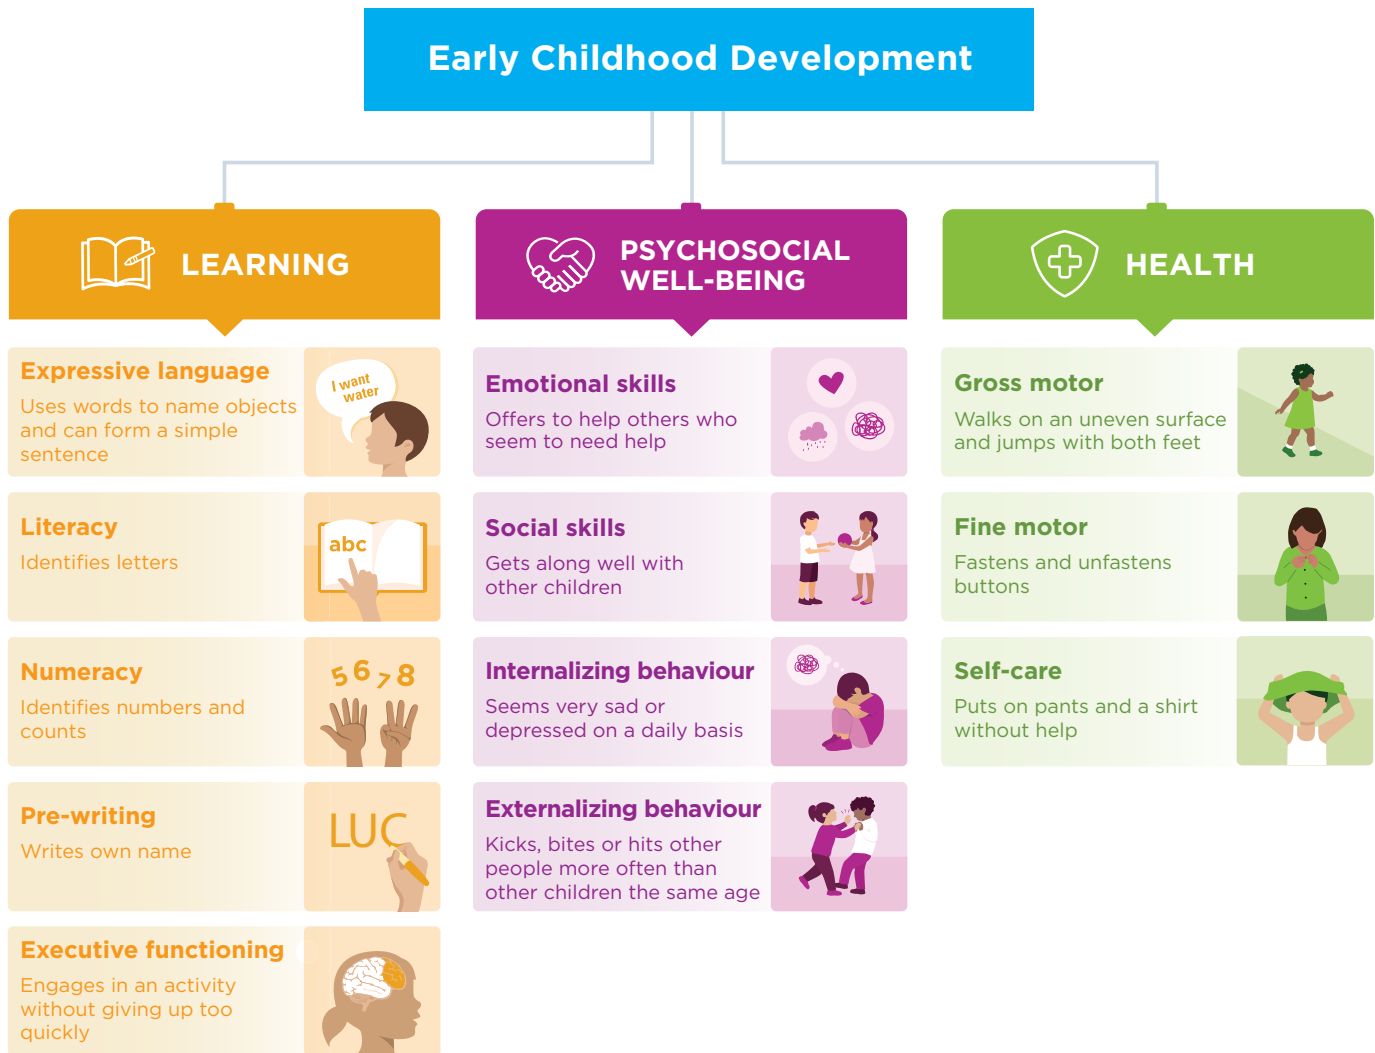 Early Childhood Development
LEARNING
Expressive language
Uses words to name objects
and can form a simple
sentence
I want
water
Literacy
Identifies letters
abc
Numeracy
Identifies numbers and
counts
5 6 7 8
Pre-writing
Writes own name
LUC
Executive functioning
Engages in an activity
without giving up too
quickly
PSYCHOSOCIAL
WELL-BEING
Emotional skills
Offers to help others who
seem to need help
Social skills
Gets along well with
other children
Internalizing behaviour
Seems very sad or
depressed on a daily basis
Externalizing behaviour
Kicks, bites or hits other
people more often than
other children the same age
HEALTH
Gross motor
Walks on an uneven surface
and jumps with both feet
Fine motor
Fastens and unfastens
buttons
Self-care
Puts on pants and a shirt
without help